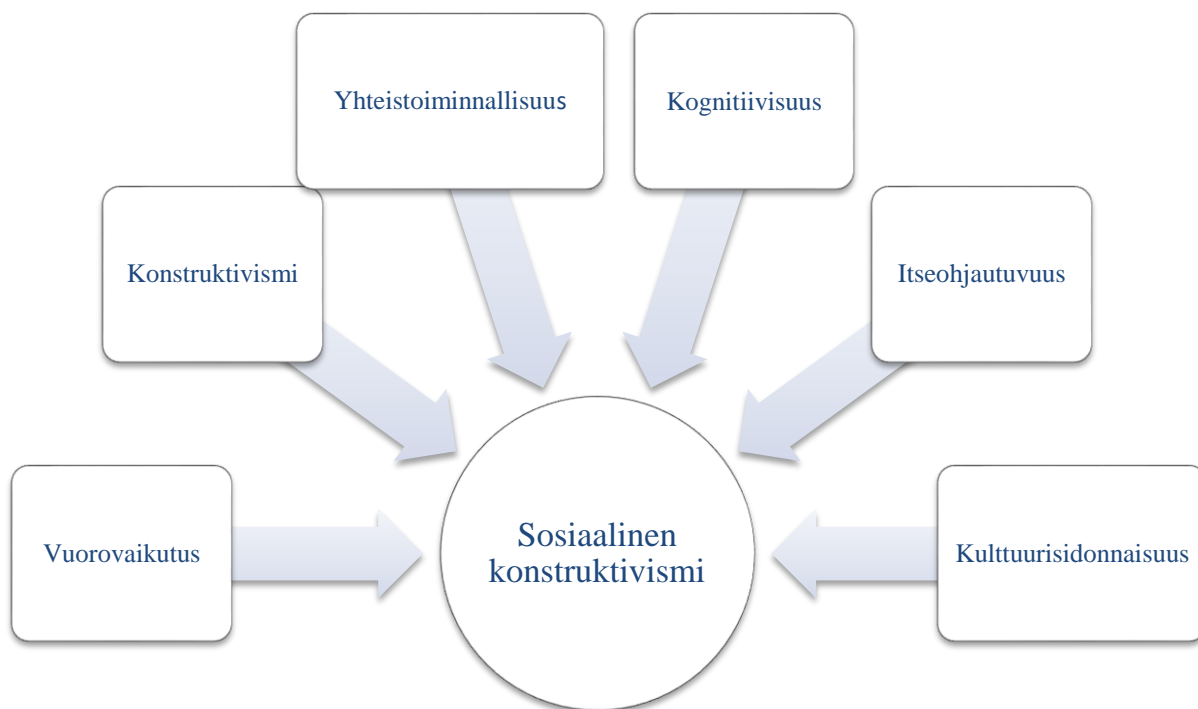 Yhteistoiminnallisuus
Kognitiivisuus
Konstruktivismi
Itseohjautuvuus
Vuorovaikutus
Sosiaalinen
konstruktivismi
Kulttuurisidonnaisuus